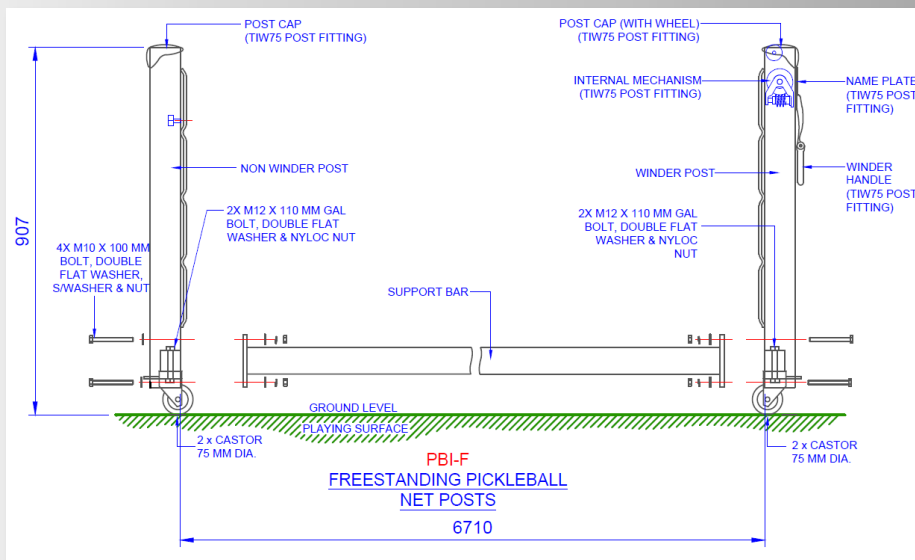 POST CAP
(TIW75 POST FITTING)
POST CAP (WITH WHEEL)
(TIW75 POST FITTING)
INTERNAL MECHANISM
(TIW75 POST FITTING)
NAME PLATE
(TIW75 POST
FITTING)
NON WINDER POST
WINDER POST
WINDER
HANDLE
(TIW75 POST
FITTING)
907
2X M12 X 110 MM GAL
BOLT, DOUBLE FLAT
WASHER & NYLOC NUT
2X M12 X 110 MM GAL
BOLT, DOUBLE FLAT
WASHER & NYLOC
NUT
4X M10 X 100 MM
BOLT, DOUBLE
FLAT WASHER,
S/WASHER & NUT
SUPPORT BAR
GROUND LEVEL
PLAYING SURFACE
2 x CASTOR
75 MM DIA.
2 x CASTOR
75 MM DIA.
PBI-F
FREESTANDING PICKLEBALL
NET POSTS
6710